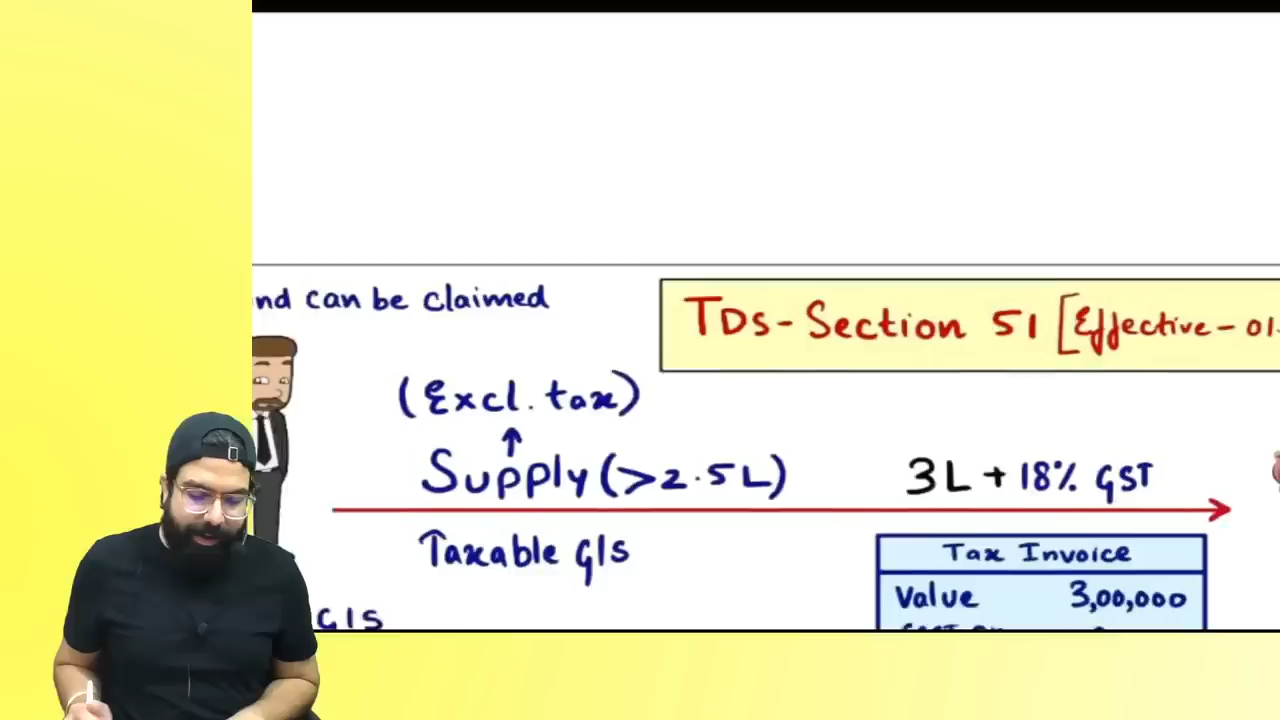 nd can be claimed
TDS-Section 51 [Effective- 01
(Excl. tax)
↑
Supply (>2.5L)
3L + 18% GST
Taxable G/S
Tax Invoice
Value 3,00,000
G/S